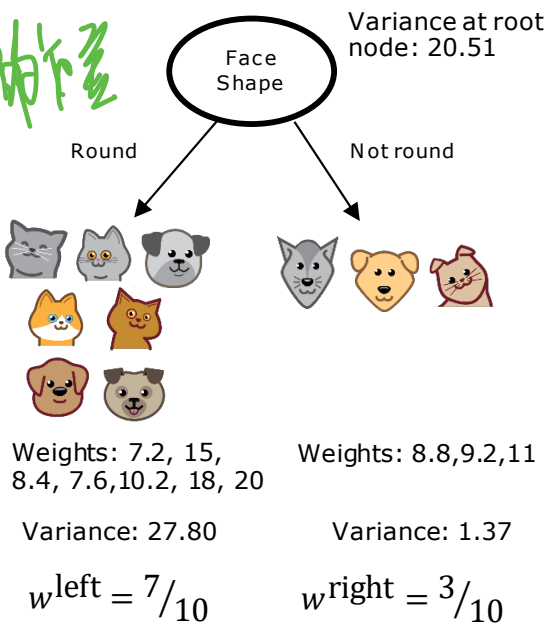 Variance at root
node: 20.51
Face
Shape
Round
Not round
Weights: 7.2, 15,
8.4, 7.6,10.2, 18, 20
Weights: 8.8,9.2,11
Variance: 27.80
Variance: 1.37
w^left = 7/10
w^right = 3/10